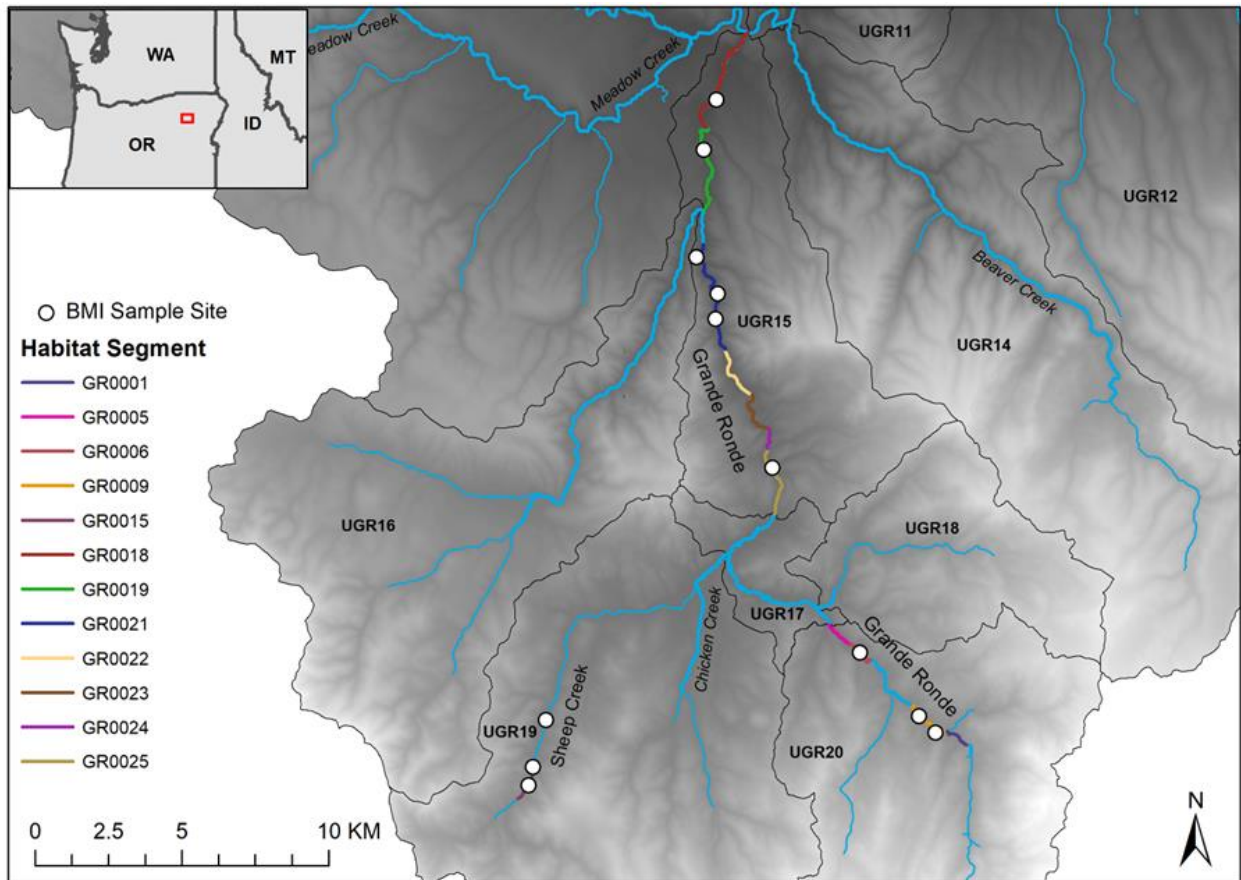 WA
MT
OR
ID
eadow Creek
Meadow Creek
UGR11
UGR12
Beaver Creek
UGR15
UGR14
Grande Ronde
BMI Sample Site
Habitat Segment
GR0001
GR0005
GR0006
GR0009
GR0015
GR0018
GR0019
GR0021
GR0022
GR0023
GR0024
GR0025
UGR16
UGR18
Chicken Creek
UGR17
Grande Ronde
UGR19
Sheep Creek
UGR20
0 2.5 5 10 KM
N